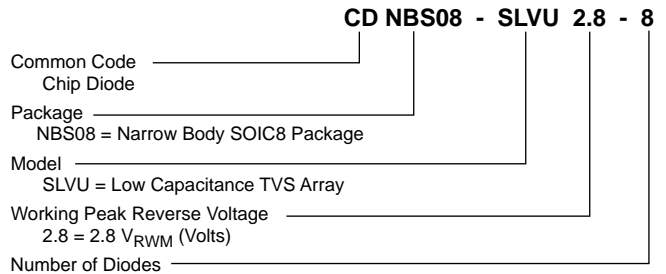 CD NBS08 - SLVU 2.8 - 8
Common Code
Chip Diode
Package
NBS08 = Narrow Body SOIC8 Package
Model
SLVU = Low Capacitance TVS Array
Working Peak Reverse Voltage
2.8 = 2.8 VRWM (Volts)
Number of Diodes